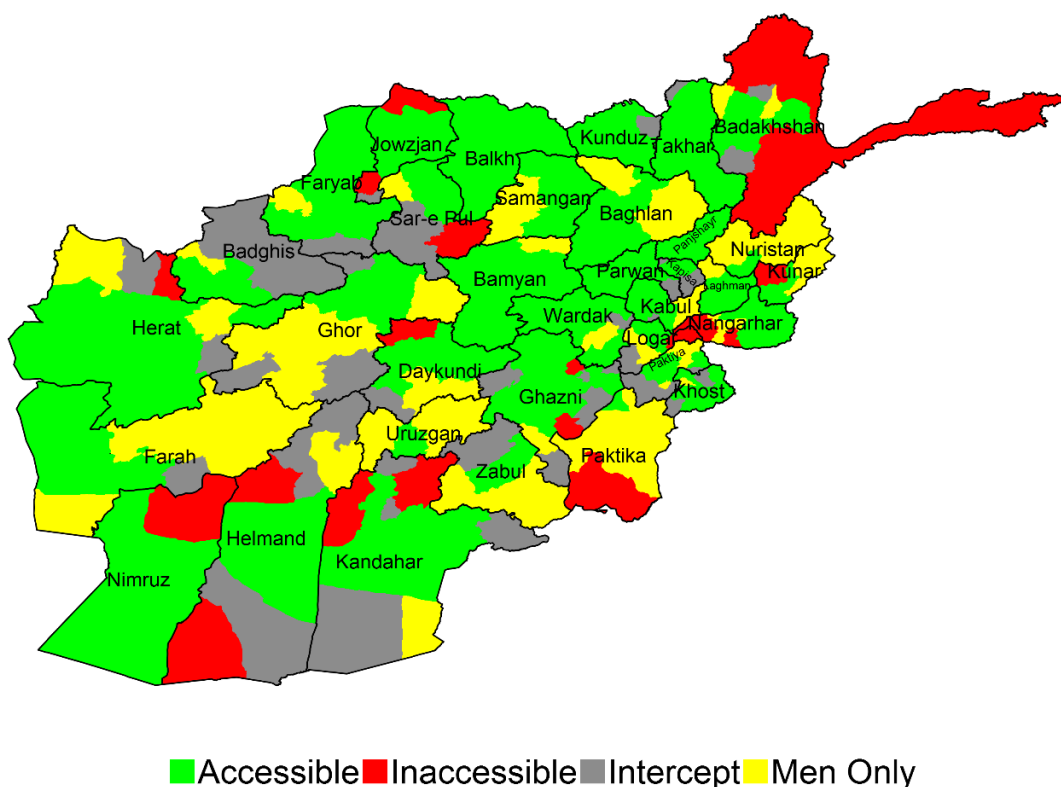 Badakhshan
Kunduz
Takhar
Jowzjan
Balkh
Faryab
Samangan
Baghlan
Sar-e Rul
Panjshayr
Badghis
Nuristan
Bamyan
Parwan
Kapisa
Kunar
Laghman
Kabul
Herat
Ghor
Wardak
Nangarhar
Logar
Paktiya
Daykundi
Ghazni
Khost
Uruzgan
Farah
Zabul
Paktika
Helmand
Kandahar
Nimruz
Accessible Inaccessible Intercept Men Only